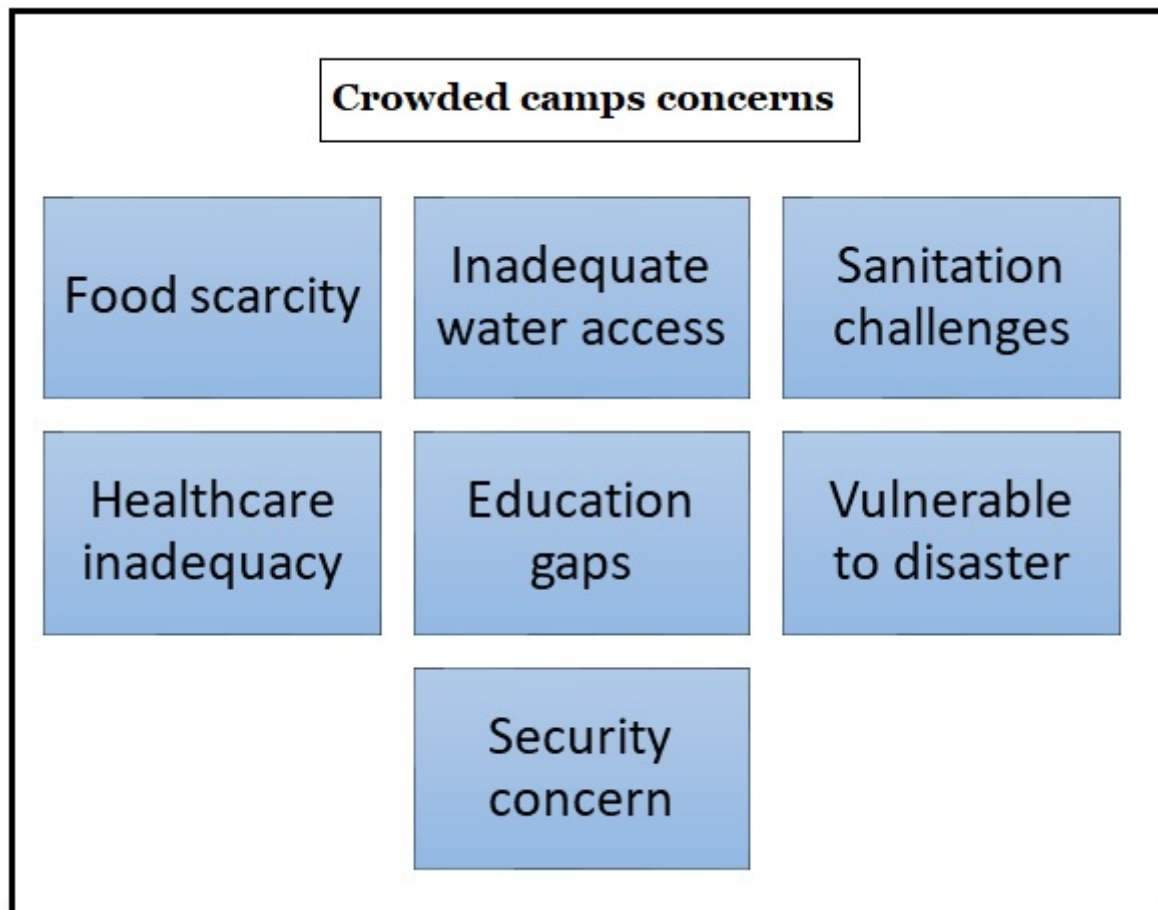 Crowded camps concerns
Food scarcity
Inadequate
water access
Sanitation
challenges
Healthcare
inadequacy
Education
gaps
Vulnerable
to disaster
Security
concern